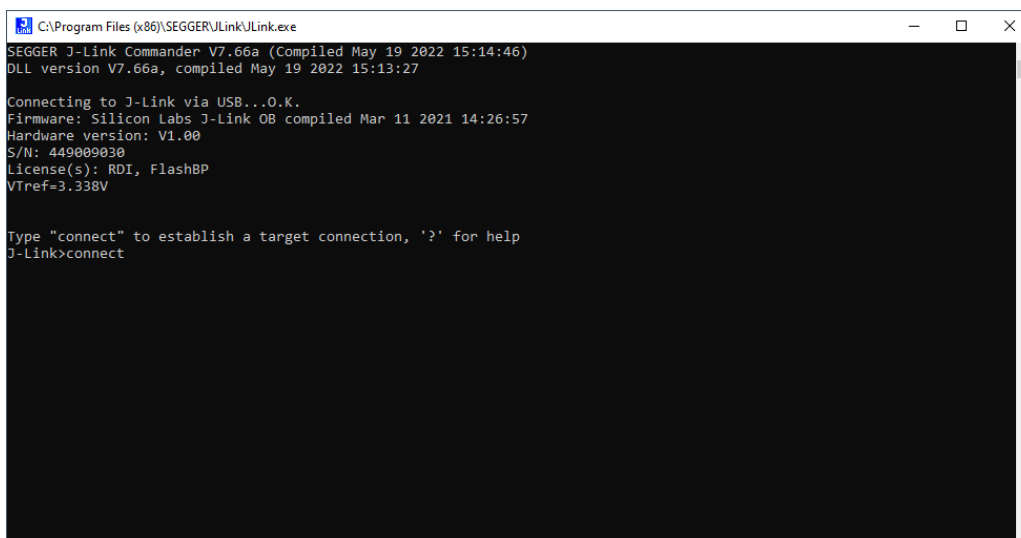 C:\Program Files (x86)\SEGGER\JLink\JLink.exe
SEGGER J-Link Commander V7.66a (Compiled May 19 2022 15:14:46)
DLL version V7.66a, compiled May 19 2022 15:13:27
Connecting to J-Link via USB...O.K.
Firmware: Silicon Labs J-Link OB compiled Mar 11 2021 14:26:57
Hardware version: V1.00
S/N: 449009030
License(s): RDI, FlashBP
VTref=3.338V
Type "connect" to establish a target connection, '?' for help
J-Link>connect